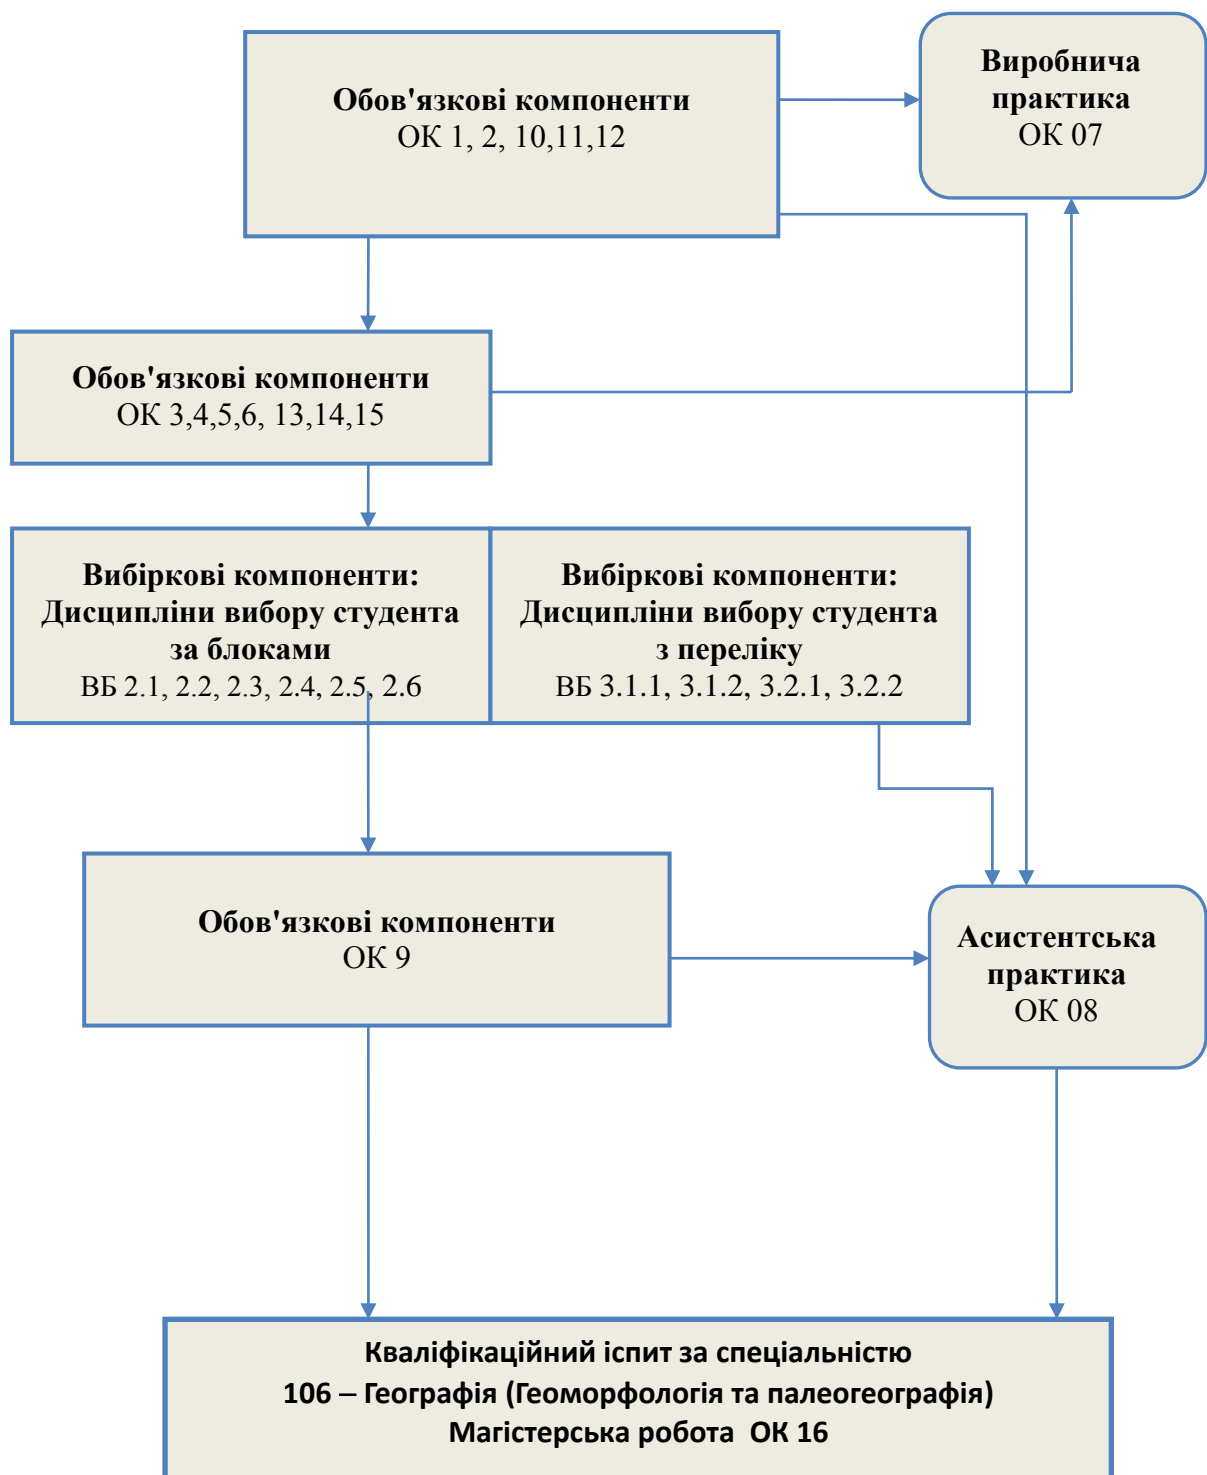 Обов'язкові компоненти
ОК 1, 2, 10,11,12
Виробнича
практика
ОК 07
Обов'язкові компоненти
ОК 3,4,5,6, 13,14,15
Вибіркові компоненти:
Дисципліни вибору студента
за блоками
ВБ 2.1, 2.2, 2.3, 2.4, 2.5, 2.6
Вибіркові компоненти:
Дисципліни вибору студента
з переліку
ВБ 3.1.1, 3.1.2, 3.2.1, 3.2.2
Обов'язкові компоненти
ОК 9
Асистентська
практика
ОК 08
Кваліфікаційний іспит за спеціальністю
106 – Географія (Геоморфологія та палеогеографія)
Магістерська робота ОК 16